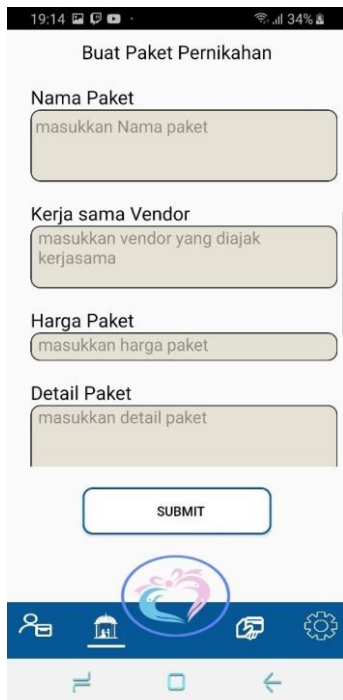 19:14
34%
Buat Paket Pernikahan
Nama Paket
masukkan Nama paket
Kerja sama Vendor
masukkan vendor yang diajak
kerjasama
Harga Paket
masukkan harga paket
Detail Paket
masukkan detail paket
SUBMIT